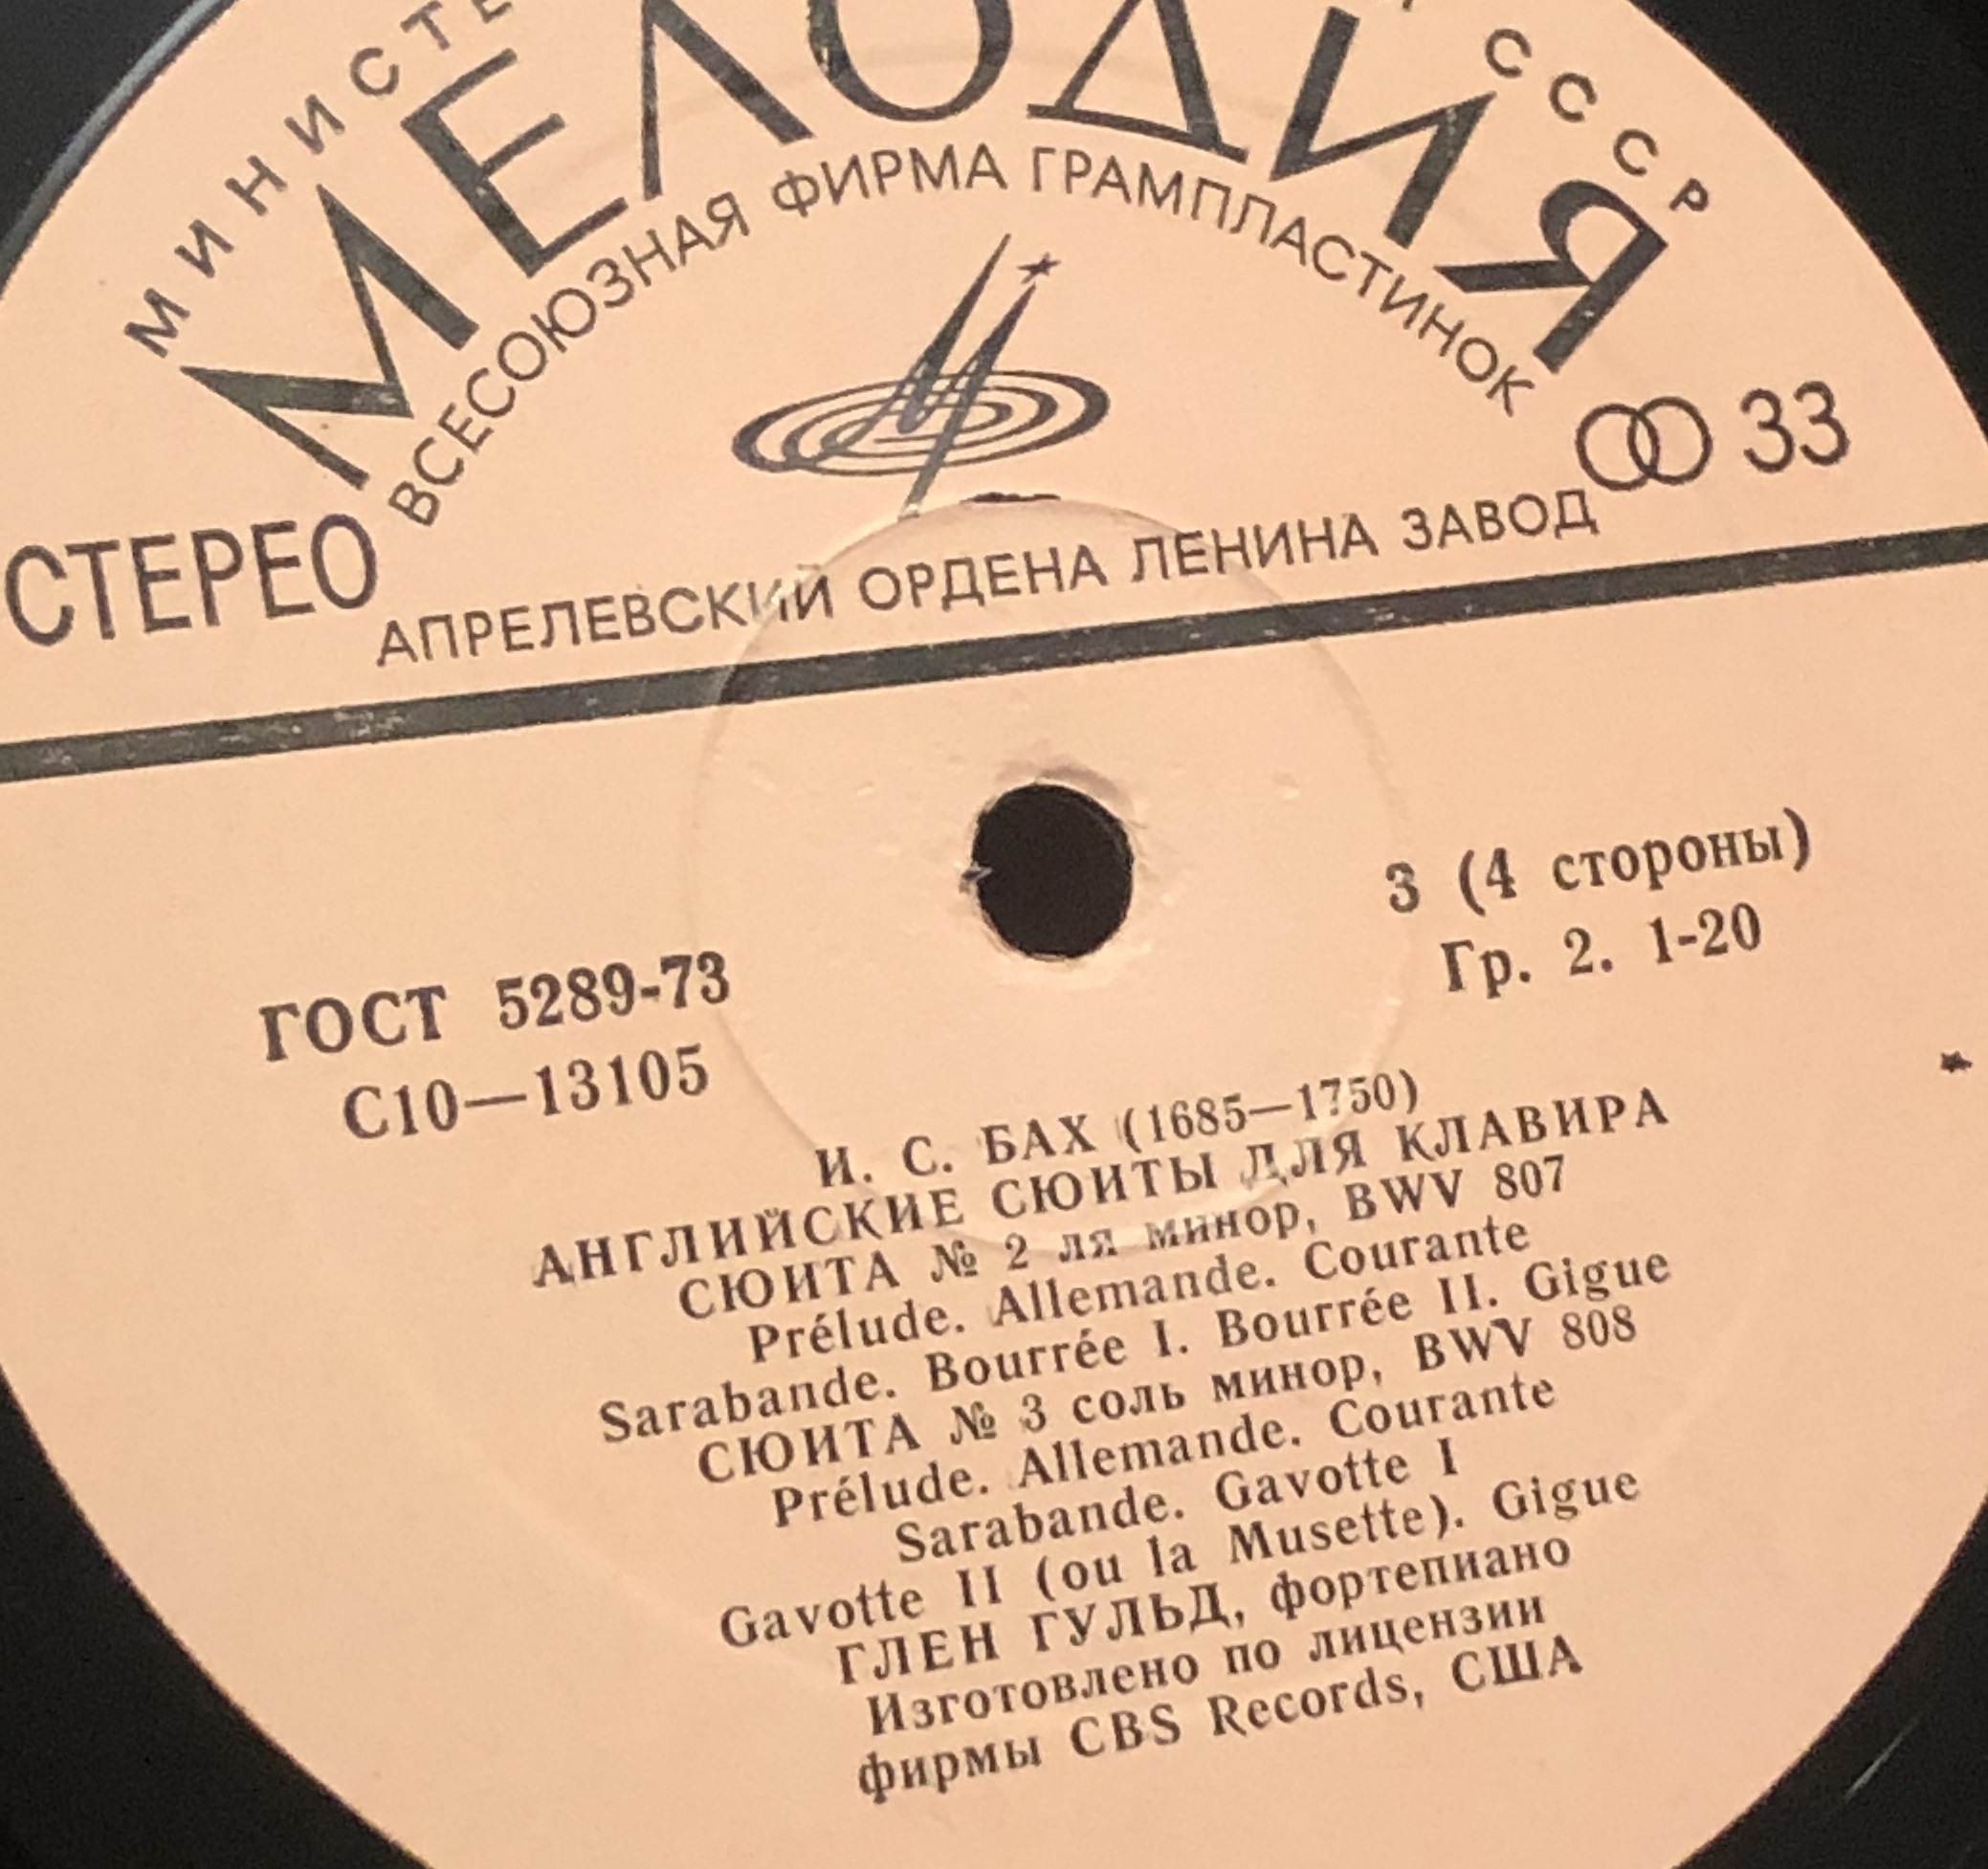 СССР
МЕЛОДИЯ
ВСЕСОЮЗНАЯ ФИРМА ГРАМПЛАСТИНОК
СТЕРЕО
33
АПРЕЛЕВСКИЙ ОРДЕНА ЛЕНИНА ЗАВОД
3 (4 стороны)
Гр. 2. 1-20
ГОСТ 5289-73
С10—13105
И. С. БАХ (1685—1750)
АНГЛИЙСКИЕ СЮИТЫ ДЛЯ КЛАВИРА
СЮИТА № 2 ля минор, BWV 807
Prélude. Allemande. Courante
Sarabande. Bourrée I. Bourrée II. Gigue
СЮИТА № 3 соль минор, BWV 808
Prélude. Allemande. Courante
Sarabande. Gavotte I
Gavotte II (ou la Musette). Gigue
ГЛЕН ГУЛЬД, фортепиано
Изготовлено по лицензии
фирмы CBS Records, США